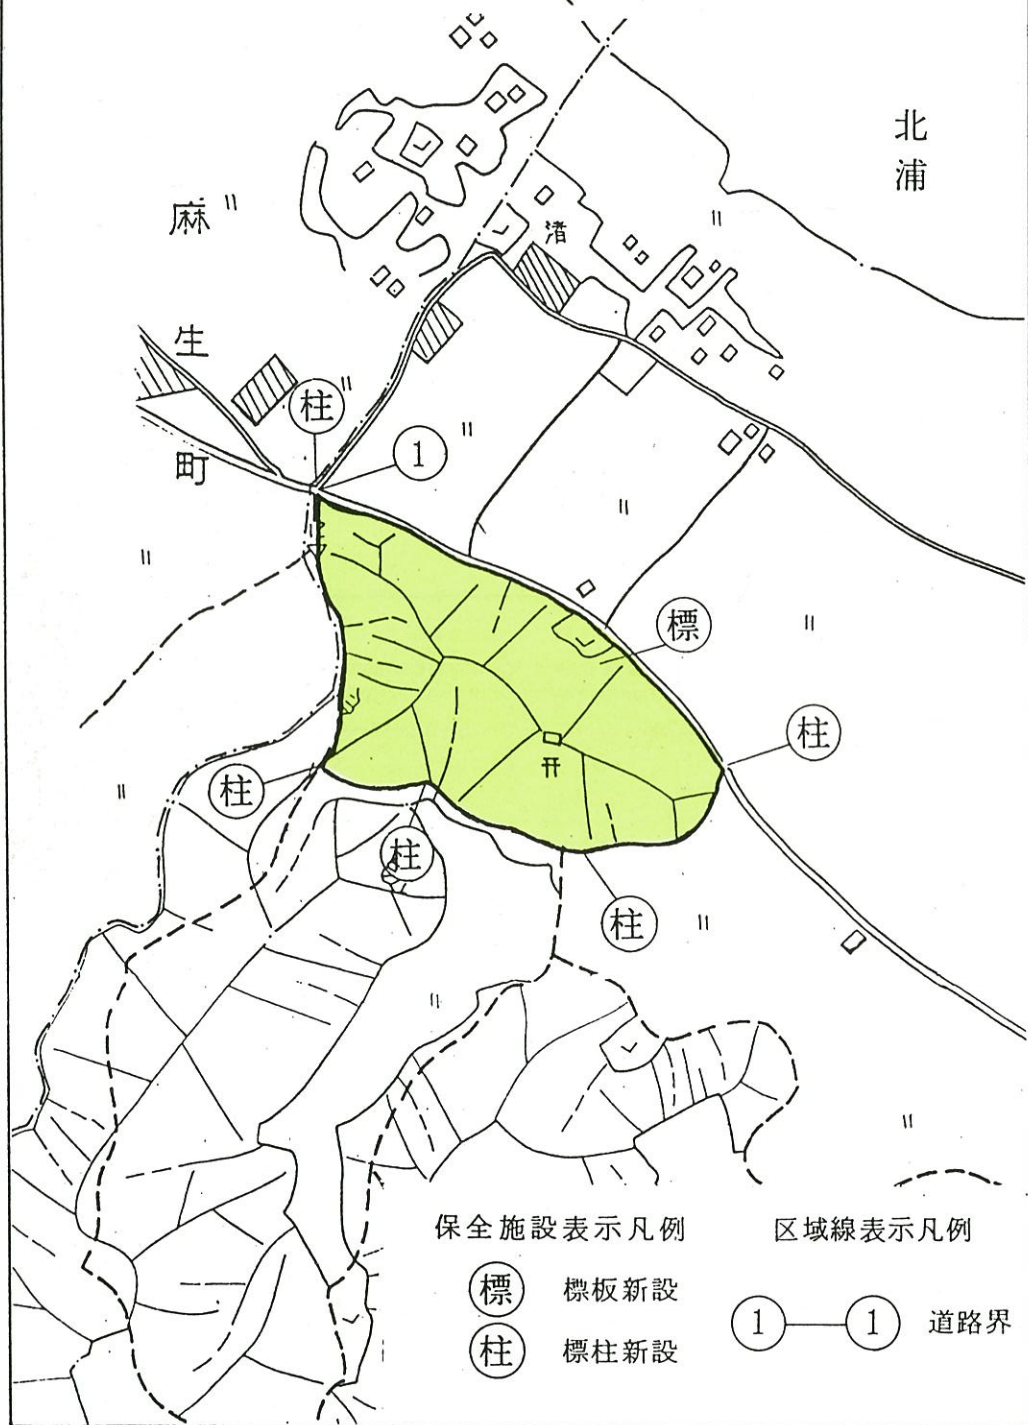 北
浦
麻
生
町
渚
柱
1
標
柱
柱
柱
柱
保全施設表示凡例
標 標板新設
柱 標柱新設
区域線表示凡例
1 1 道路界